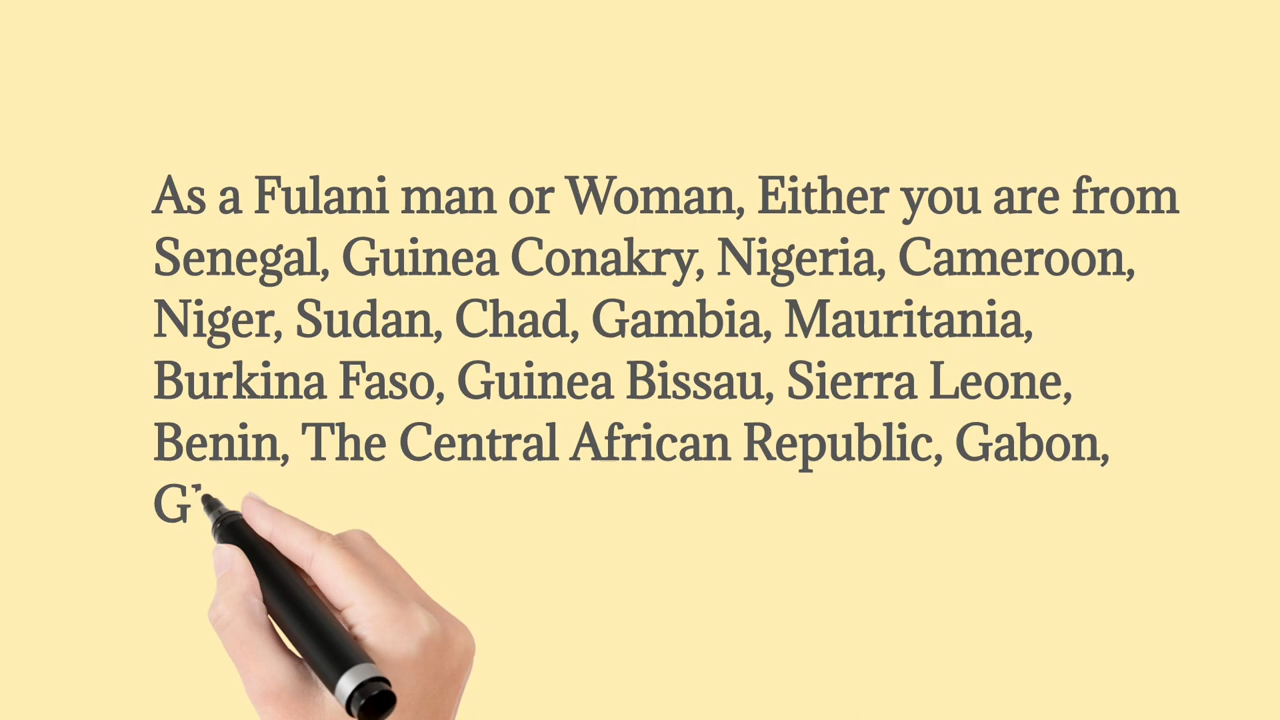 As a Fulani man or Woman, Either you are from
Senegal, Guinea Conakry, Nigeria, Cameroon,
Niger, Sudan, Chad, Gambia, Mauritania,
Burkina Faso, Guinea Bissau, Sierra Leone,
Benin, The Central African Republic, Gabon,
G